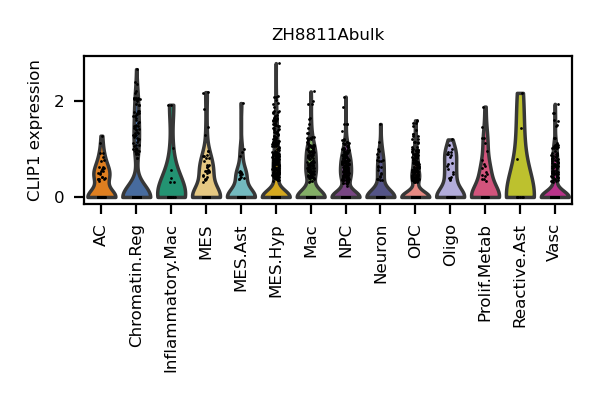 ZH8811Abulk
CLIP1 expression
2
0
AC
Chromatin.Reg
Inflammatory.Mac
MES
MES.Ast
MES.Hyp
Mac
NPC
Neuron
OPC
Oligo
Prolif.Metab
Reactive.Ast
Vasc